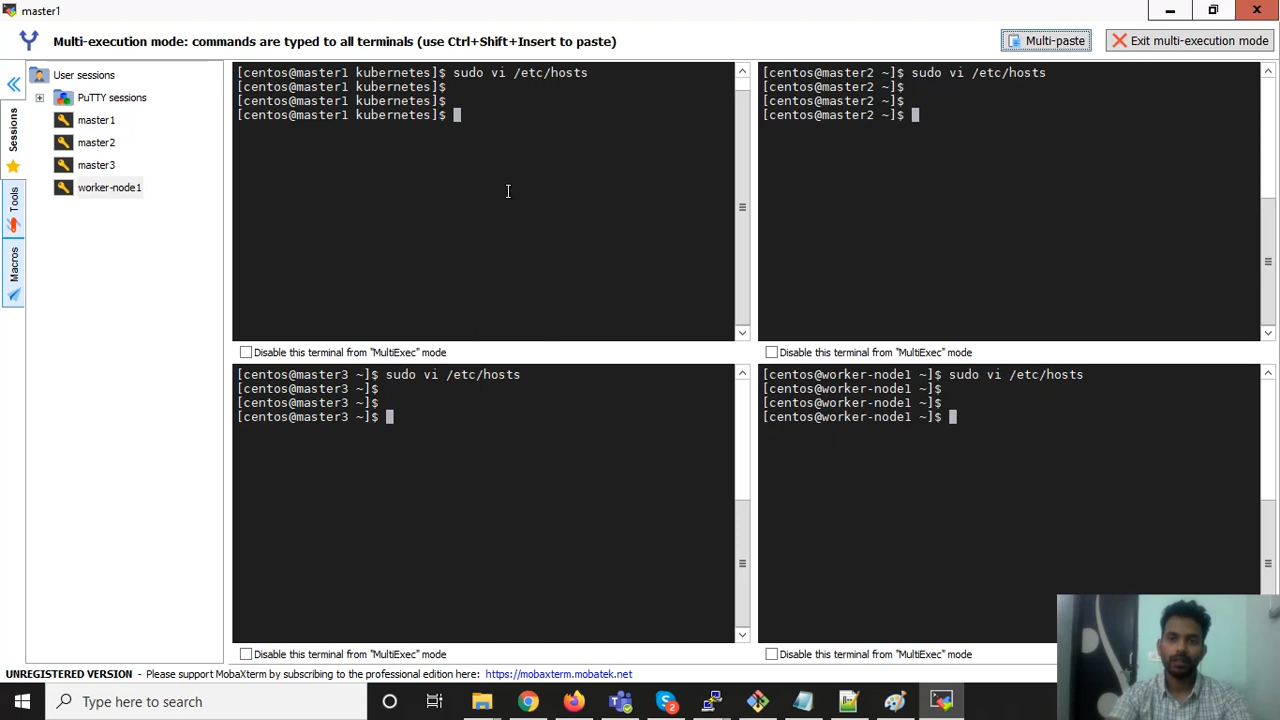 master1
Multi-execution mode: commands are typed to all terminals (use Ctrl+Shift+Insert to paste)
Multi-paste
Exit multi-execution mode
User sessions
PuTTY sessions
master1
master2
master3
worker-node1
Sessions
Tools
Macros
[centos@master1 kubernetes]$ sudo vi /etc/hosts
[centos@master1 kubernetes]$
[centos@master1 kubernetes]$
[centos@master1 kubernetes]$
Disable this terminal from "MultiExec" mode
[centos@master2 ~]$ sudo vi /etc/hosts
[centos@master2 ~]$
[centos@master2 ~]$
[centos@master2 ~]$
Disable this terminal from "MultiExec" mode
[centos@master3 ~]$ sudo vi /etc/hosts
[centos@master3 ~]$
[centos@master3 ~]$
[centos@master3 ~]$
Disable this terminal from "MultiExec" mode
[centos@worker-node1 ~]$ sudo vi /etc/hosts
[centos@worker-node1 ~]$
[centos@worker-node1 ~]$
[centos@worker-node1 ~]$
Disable this terminal from "MultiExec" mode
UNREGISTERED VERSION - Please support MobaXterm by subscribing to the professional edition here: https://mobaxterm.mobatek.net
Type here to search
2